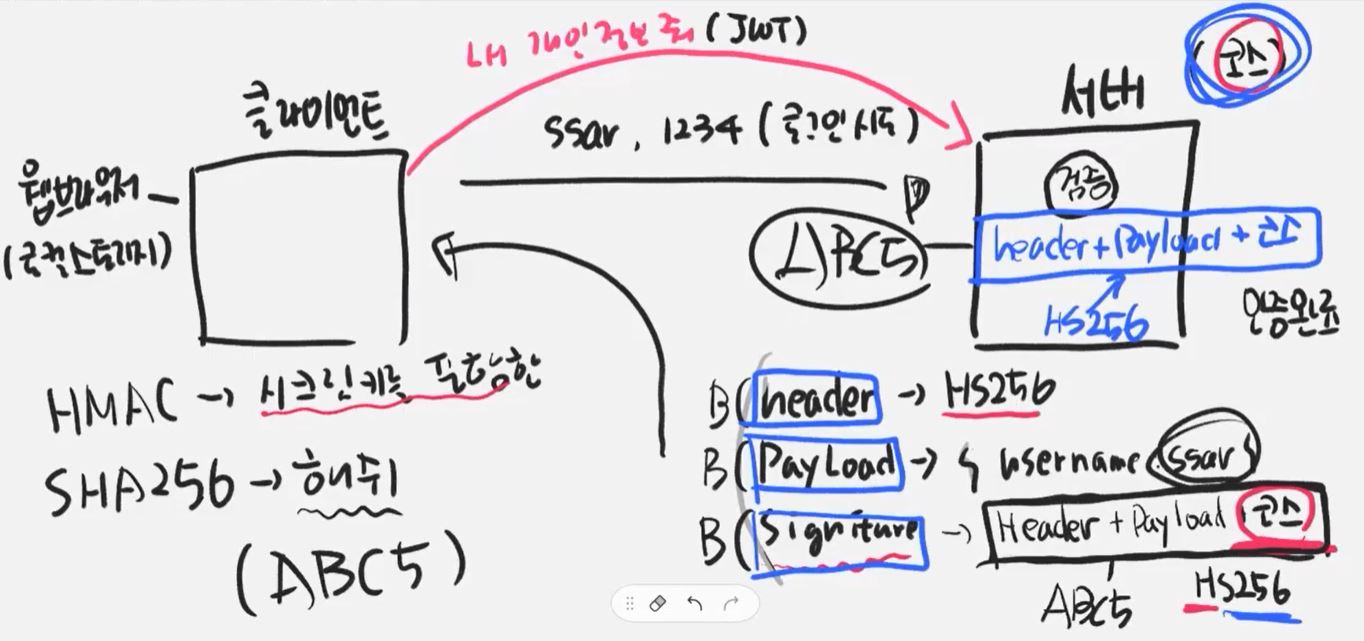 내 개인정보줘 (JWT)
(코스)
클라이언트
서버
ssar, 1234 (로그인시도)
웹브라우저
(로컬스토리지)
검증
ABC5
header+Payload + 코스
HS256
인증완료
HMAC → 시크릿키를 포함한
SHA256 → 해쉬
(ABC5)
B(header → HS256
B(PayLoad → { username ssar }
B(Signiture → Header + Payload 코스
ABC5
HS256